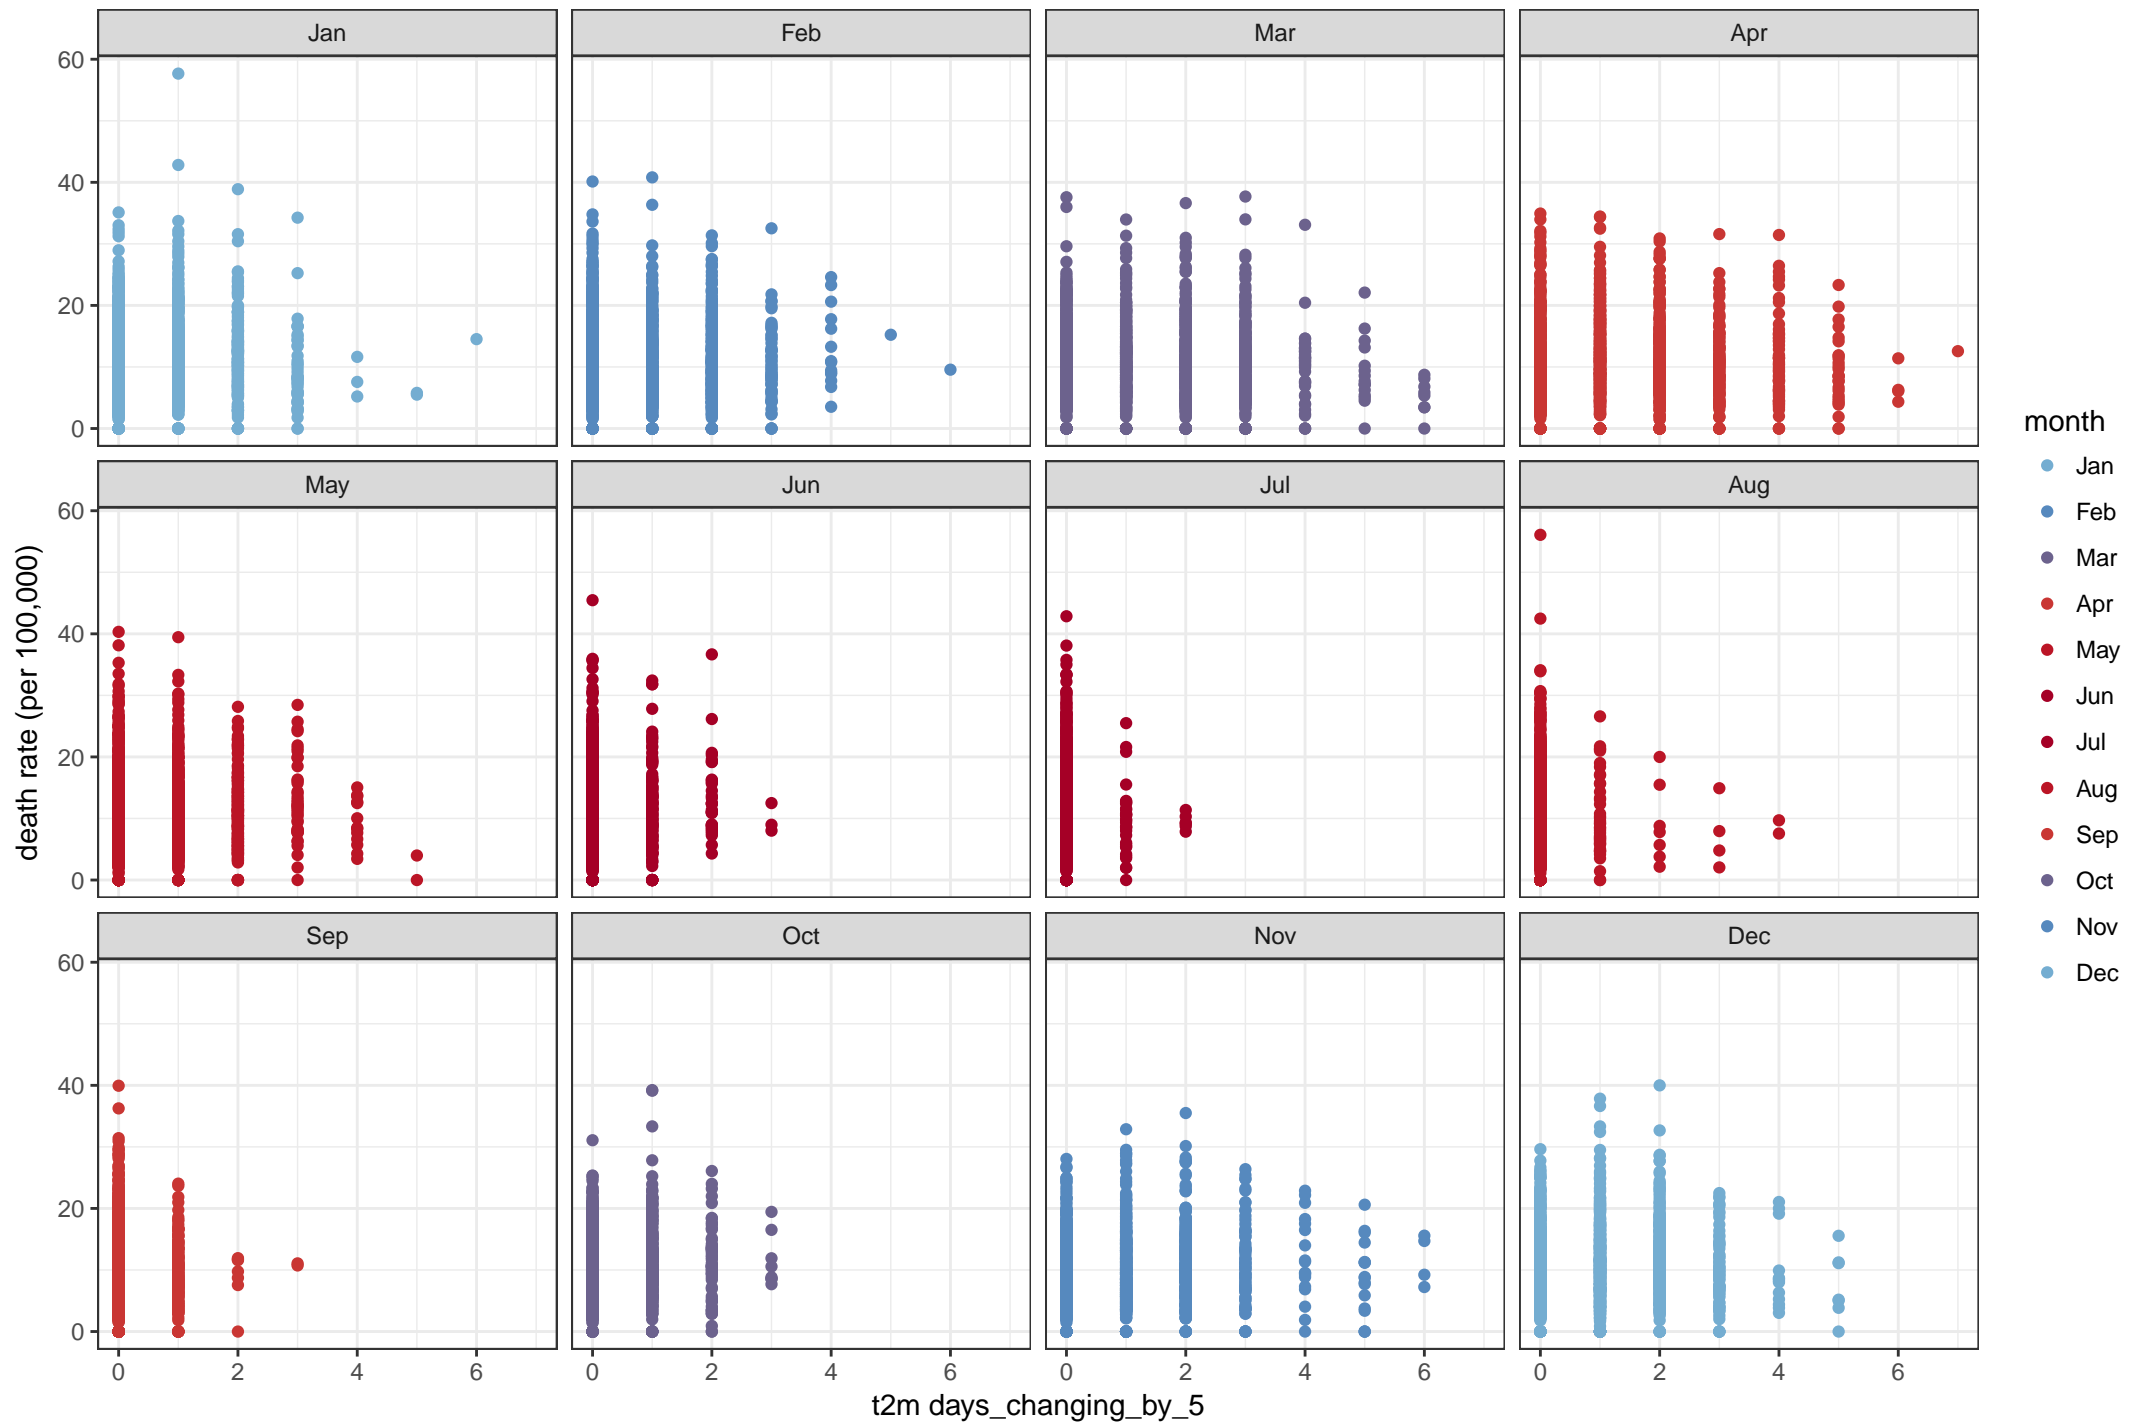 Jan
Feb
Mar
Apr
60
40
20
0
May
Jun
Jul
Aug
60
40
20
0
Sep
Oct
Nov
Dec
60
40
20
0
0 2 4 6
0 2 4 6
0 2 4 6
0 2 4 6
t2m days_changing_by_5
death rate (per 100,000)
month
Jan
Feb
Mar
Apr
May
Jun
Jul
Aug
Sep
Oct
Nov
Dec